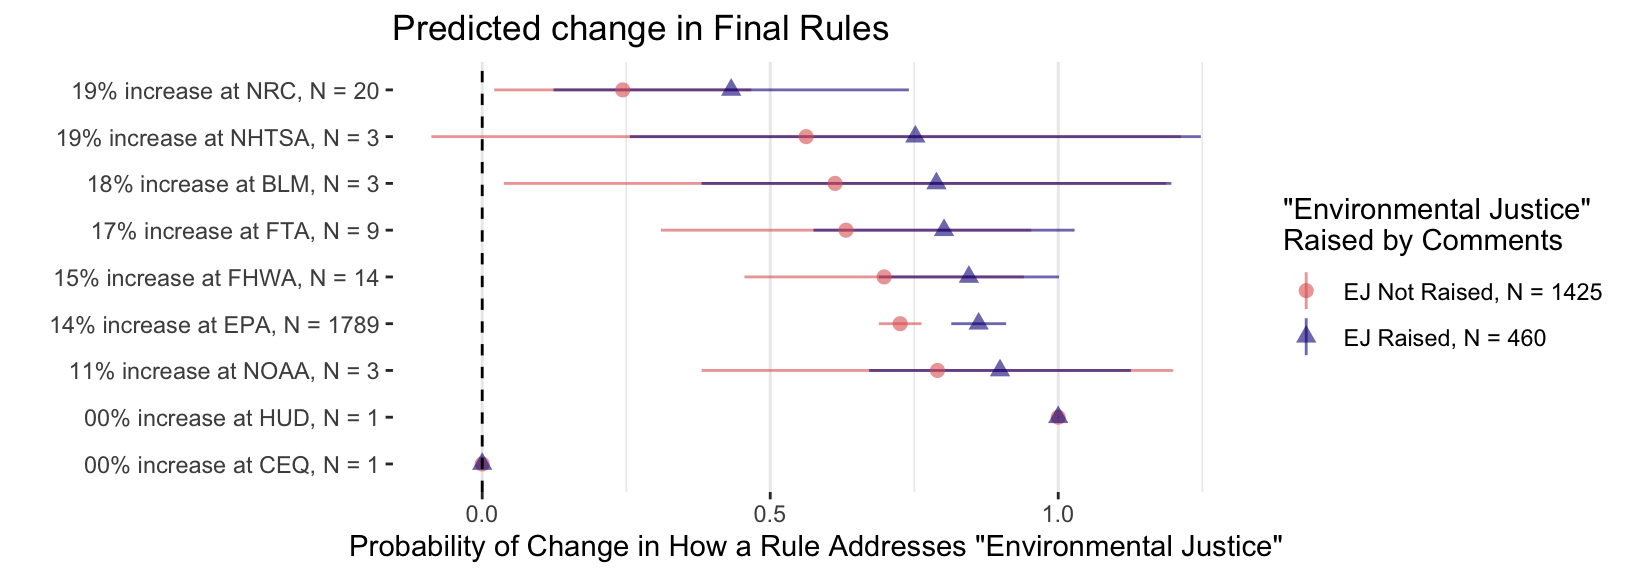 Predicted change in Final Rules
19% increase at NRC, N = 20
19% increase at NHTSA, N = 3
18% increase at BLM, N = 3
17% increase at FTA, N = 9
15% increase at FHWA, N = 14
14% increase at EPA, N = 1789
11% increase at NOAA, N = 3
00% increase at HUD, N = 1
00% increase at CEQ, N = 1
0.0
0.5
1.0
Probability of Change in How a Rule Addresses "Environmental Justice"
"Environmental Justice"
Raised by Comments
EJ Not Raised, N = 1425
EJ Raised, N = 460